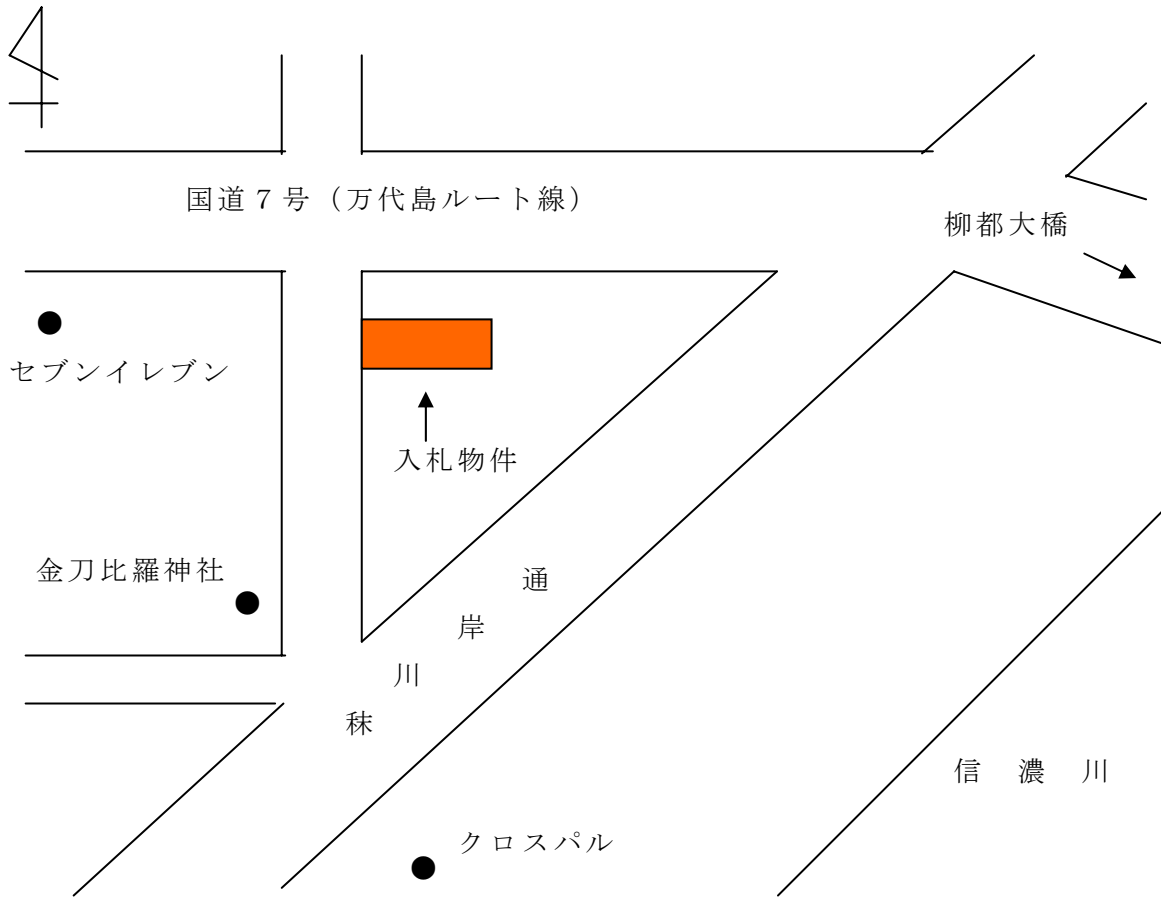 国道７号（万代島ルート線）
柳都大橋
セブンイレブン
入札物件
金刀比羅神社
秣川岸通
信濃川
クロスパル